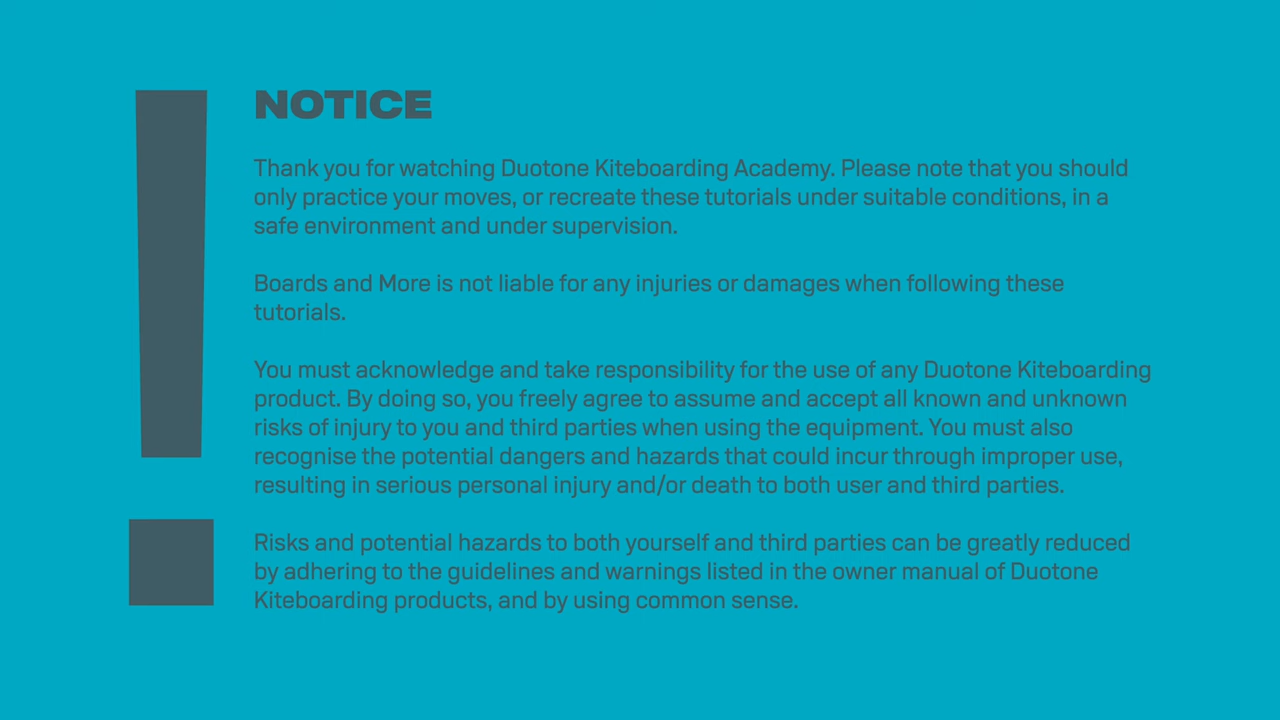 NOTICE
Thank you for watching Duotone Kiteboarding Academy. Please note that you should
only practice your moves, or recreate these tutorials under suitable conditions, in a
safe environment and under supervision.
Boards and More is not liable for any injuries or damages when following these
tutorials.
You must acknowledge and take responsibility for the use of any Duotone Kiteboarding
product. By doing so, you freely agree to assume and accept all known and unknown
risks of injury to you and third parties when using the equipment. You must also
recognise the potential dangers and hazards that could incur through improper use,
resulting in serious personal injury and/or death to both user and third parties.
Risks and potential hazards to both yourself and third parties can be greatly reduced
by adhering to the guidelines and warnings listed in the owner manual of Duotone
Kiteboarding products, and by using common sense.